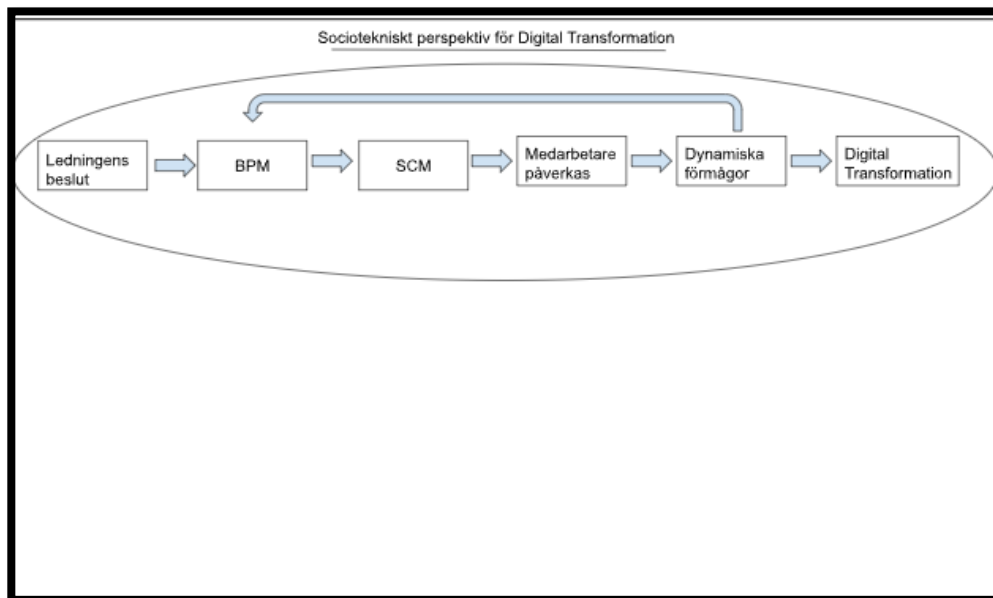 Sociotekniskt perspektiv för Digital Transformation
Ledningens
beslut
BPM
SCM
Medarbetare
påverkas
Dynamiska
förmågor
Digital
Transformation